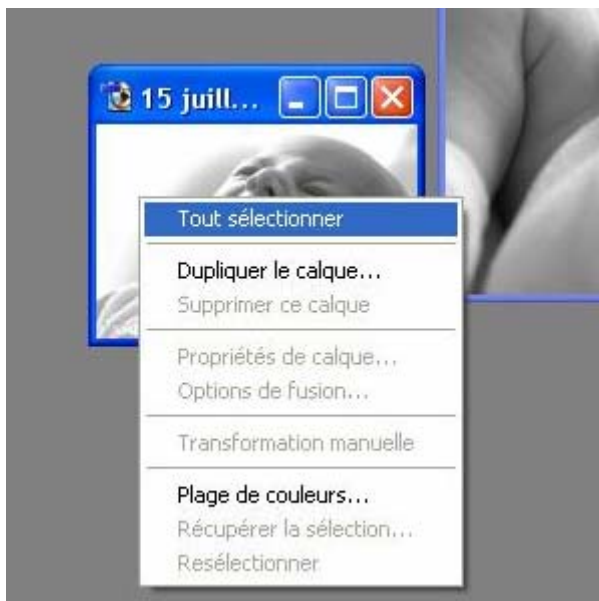 15 juill...
Tout sélectionner
Dupliquer le calque...
Supprimer ce calque
Propriétés de calque...
Options de fusion...
Transformation manuelle
Plage de couleurs...
Récupérer la sélection...
Resélectionner